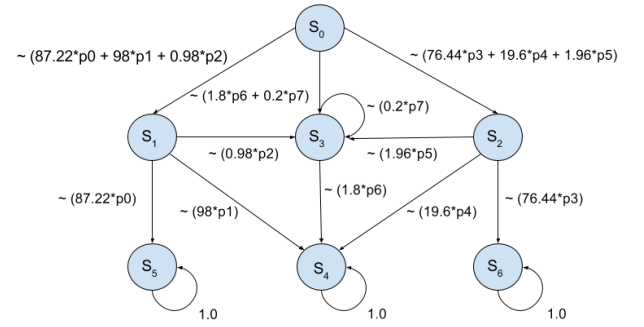 S0
~ (87.22*p0 + 98*p1 + 0.98*p2)
~ (76.44*p3 + 19.6*p4 + 1.96*p5)
~ (1.8*p6 + 0.2*p7)
~ (0.2*p7)
S1
S3
S2
~ (0.98*p2)
~ (1.96*p5)
~ (87.22*p0)
~ (98*p1)
~ (1.8*p6)
~ (19.6*p4)
~ (76.44*p3)
S5
S4
S6
1.0
1.0
1.0